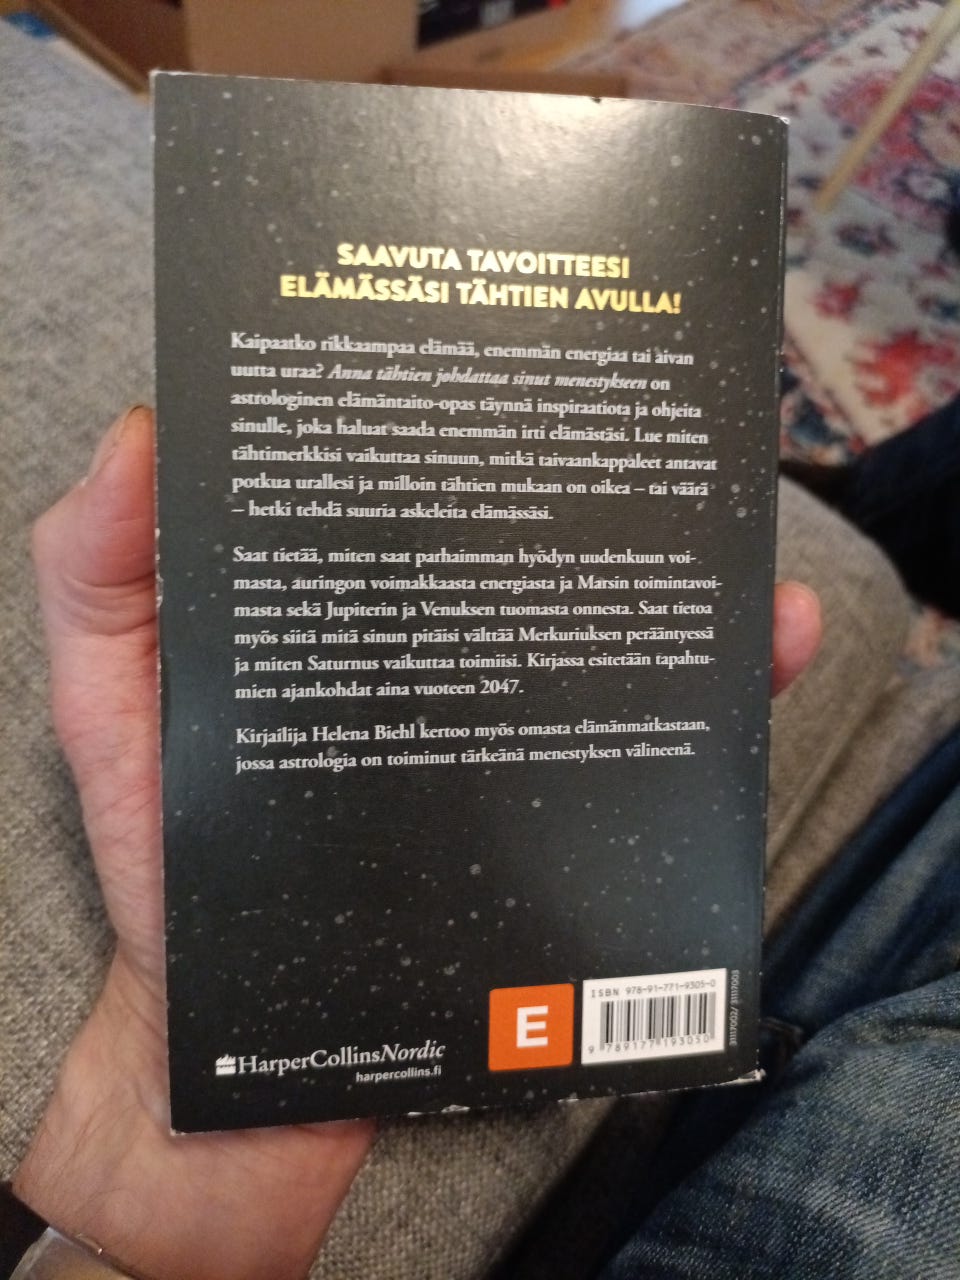 SAAVUTA TAVOITTEESI
ELÄMÄSSÄSI TÄHTIEN AVULLA!
Kaipaatko rikkaampaa elämää, enemmän energiaa tai aivan
uutta uraa? Anna tähtien johdattaa sinut menestykseen on
astrologinen elämäntaito-opas täynnä inspiraatiota ja ohjeita
sinulle, joka haluat saada enemmän irti elämästäsi. Lue miten
tähtimerkkisi vaikuttaa sinuun, mitkä taivaankappaleet antavat
potkua urallesi ja milloin tähtien mukaan on oikea – tai väärä
– hetki tehdä suuria askeleita elämässäsi.
Saat tietää, miten saat parhaimman hyödyn uudenkuun voi-
masta, auringon voimakkaasta energiasta ja Marsin toimintavoi-
masta sekä Jupiterin ja Venuksen tuomasta onnesta. Saat tietoa
myös siitä mitä sinun pitäisi välttää Merkuriuksen perääntyessä
ja miten Saturnus vaikuttaa toimiisi. Kirjassa esitetään tapahtu-
mien ajankohdat aina vuoteen 2047.
Kirjailija Helena Biehl kertoo myös omasta elämänmatkastaan,
jossa astrologia on toiminut tärkeänä menestyksen välineenä.
HarperCollinsNordic
harpercollins.fi
E
ISBN 978-91-771-9305-0
9 789177 193050
31117002/ 31117003